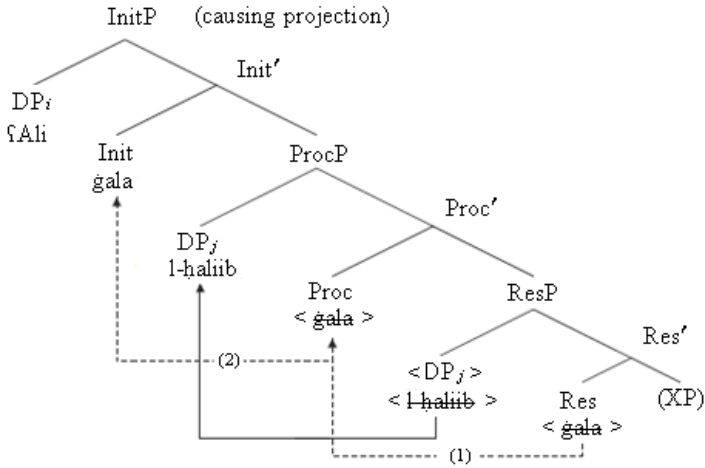 InitP (causing projection)
Init′
DPi
ʕAli
Init
ġala
ProcP
Proc′
DPj
l-ḥaliib
Proc
< ġala >
ResP
Res′
(2)
<DPj>
< l-ḥaliib >
Res
< ġala >
(XP)
(1)